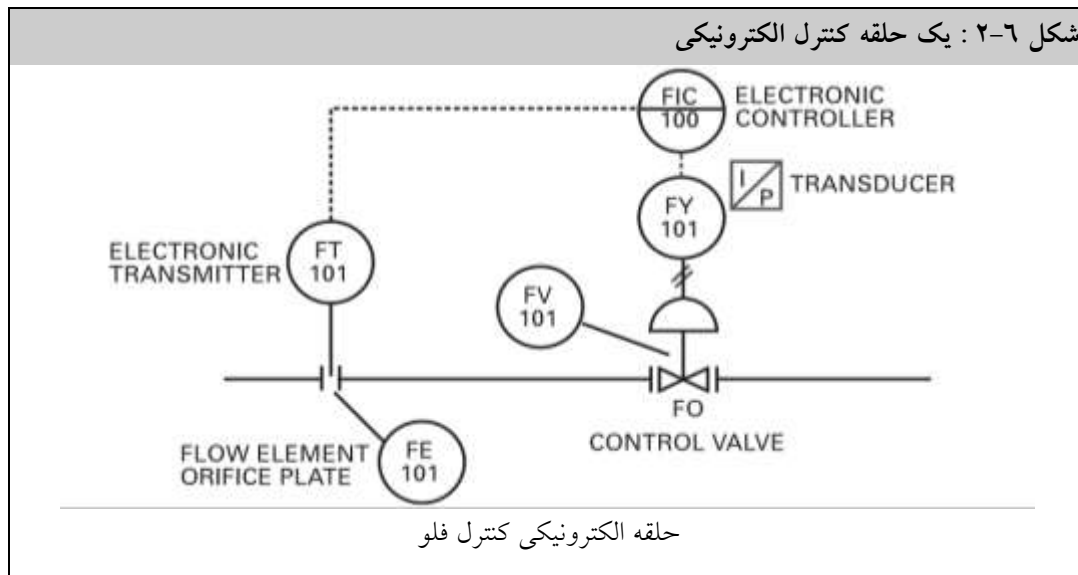 شکل ۶-۲ : یک حلقه کنترل الکترونیکی
FIC
100
ELECTRONIC
CONTROLLER
I/P
TRANSDUCER
FY
101
ELECTRONIC
TRANSMITTER
FT
101
FV
101
FO
CONTROL VALVE
FLOW ELEMENT
ORIFICE PLATE
FE
101
حلقه الکترونیکی کنترل فلو